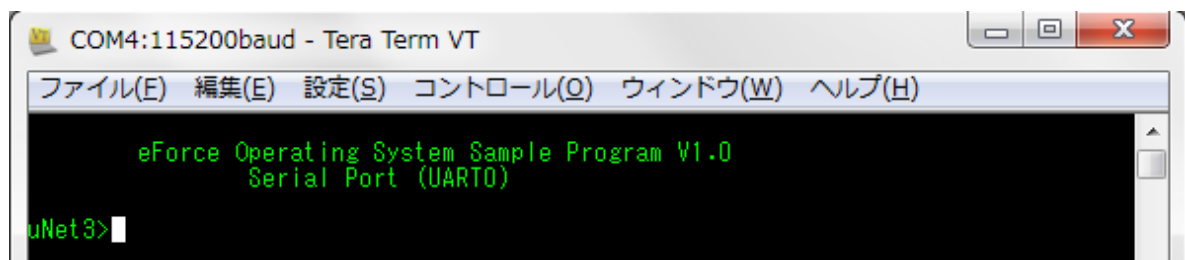 COM4:115200baud - Tera Term VT
ファイル(F) 編集(E) 設定(S) コントロール(O) ウィンドウ(W) ヘルプ(H)
eForce Operating System Sample Program V1.0
Serial Port (UART0)
uNet3>